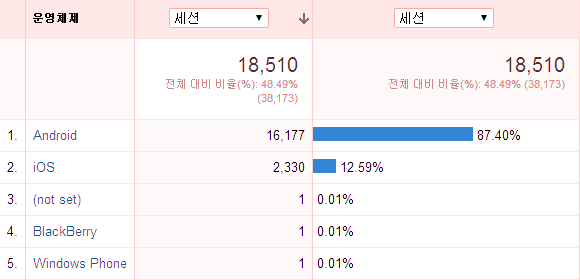 운영체제 세션 세션
18,510 18,510
전체 대비 비율(%): 48.49% 전체 대비 비율(%): 48.49% (38,173)
(38,173)
1. Android 16,177 87.40%
2. iOS 2,330 12.59%
3. (not set) 1 0.01%
4. BlackBerry 1 0.01%
5. Windows Phone 1 0.01%